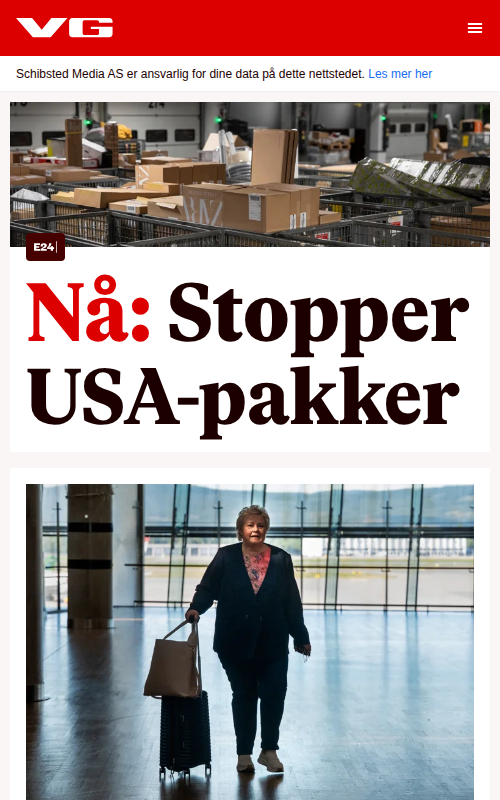 VG
Schibsted Media AS er ansvarlig for dine data på dette nettstedet. Les mer her
E24
Nå: Stopper
USA-pakker